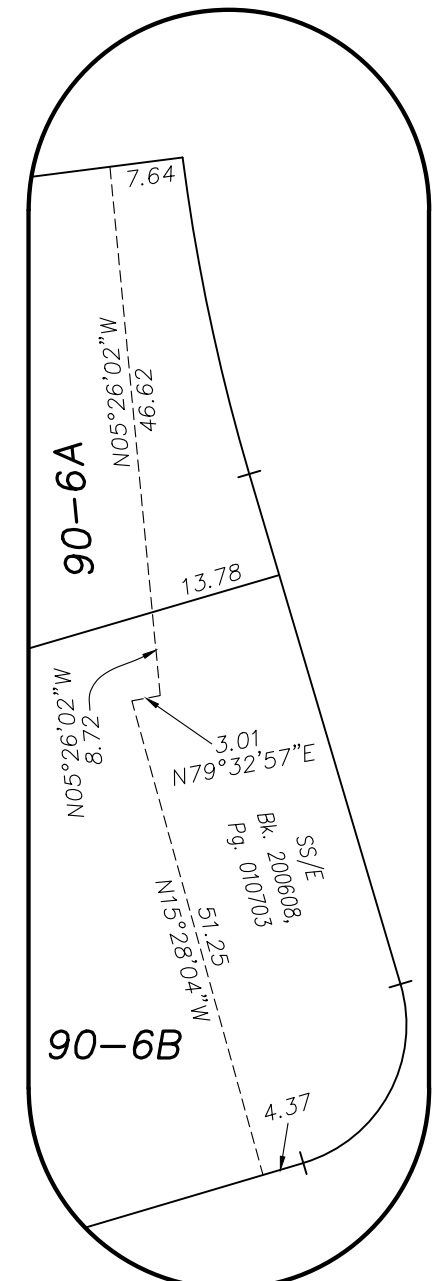 7.64
N05°26'02"W
46.62
90-6A
13.78
N05°26'02"W
8.72
3.01
N79°32'57"E
SS/E
Bk. 200608,
Pg. 010703
51.25
N15°28'04"W
90-6B
4.37